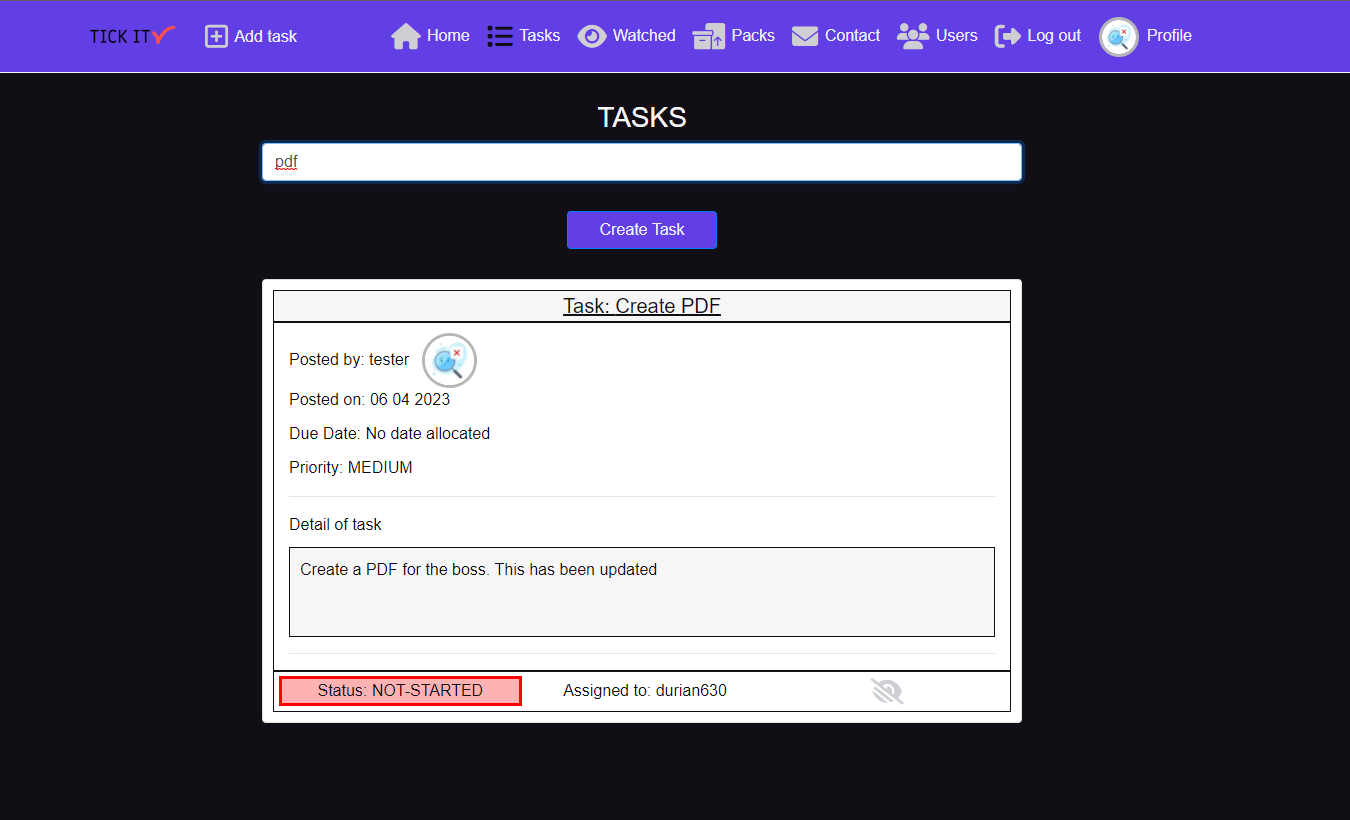 TICK IT Add task Home Tasks Watched Packs Contact Users Log out Profile
TASKS
pdf
Create Task
Task: Create PDF
Posted by: tester
Posted on: 06 04 2023
Due Date: No date allocated
Priority: MEDIUM
Detail of task
Create a PDF for the boss. This has been updated
Status: NOT-STARTED Assigned to: durian630